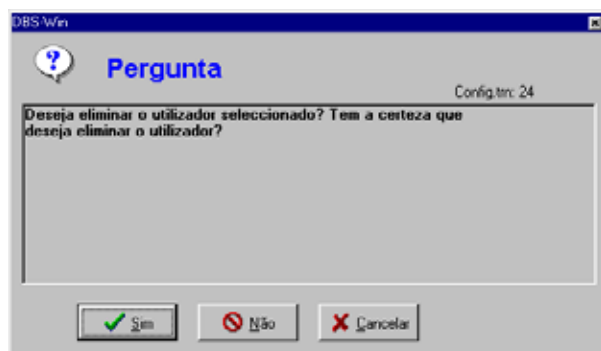 DBS-Win
Pergunta
Config.trn: 24
Deseja eliminar o utilizador seleccionado? Tem a certeza que
deseja eliminar o utilizador?
Sim
Não
Cancelar